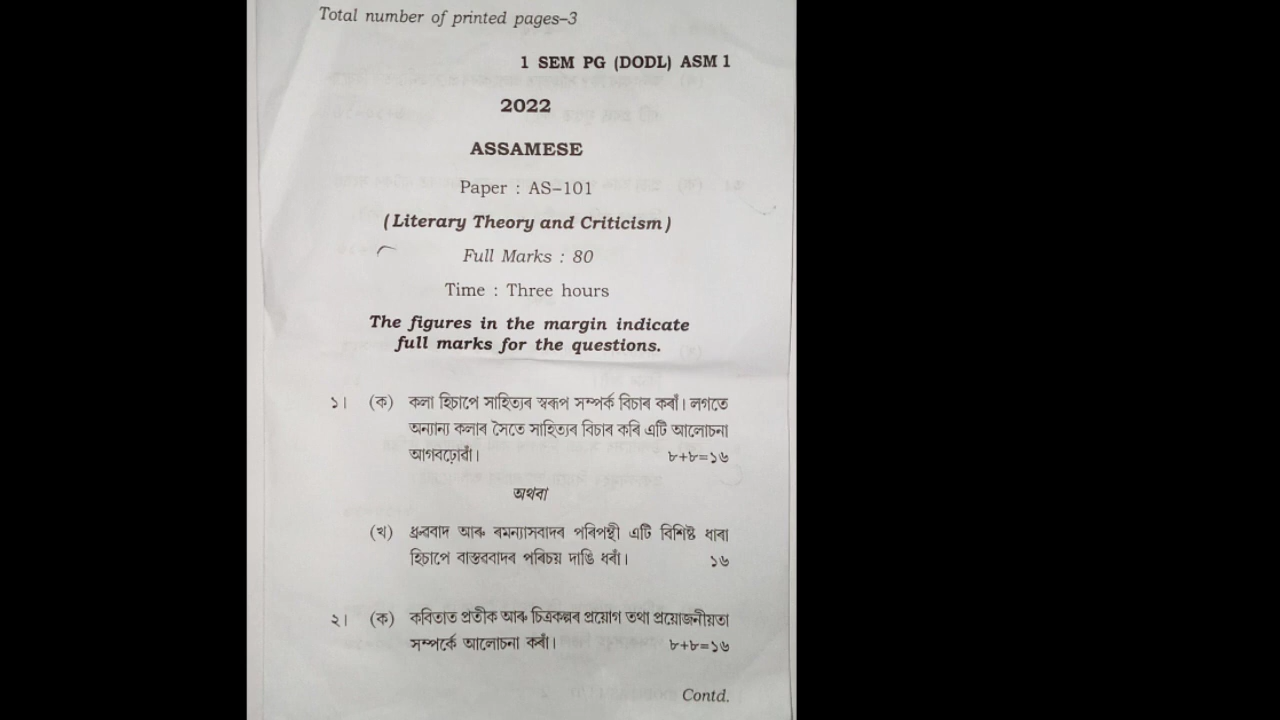 Total number of printed pages–3
1 SEM PG (DODL) ASM 1
2022
ASSAMESE
Paper : AS–101
(Literary Theory and Criticism)
Full Marks : 80
Time : Three hours
The figures in the margin indicate
full marks for the questions.
১। (ক) কলা হিচাপে সাহিত্যৰ স্বৰূপ সম্পৰ্ক বিচাৰ কৰাঁ। লগতে
অন্যান্য কলাৰ সৈতে সাহিত্যৰ বিচাৰ কৰি এটি আলোচনা
আগবঢ়োৱাঁ। ৮+৮=১৬
অথবা
(খ) ধ্ৰুৱবাদ আৰু ৰমন্যাসবাদৰ পৰিপন্থী এটি বিশিষ্ট ধাৰা
হিচাপে বাস্তৱবাদৰ পৰিচয় দাঙি ধৰাঁ। ১৬
২। (ক) কবিতাত প্ৰতীক আৰু চিত্ৰকল্পৰ প্ৰয়োগ তথা প্ৰয়োজনীয়তা
সম্পৰ্কে আলোচনা কৰাঁ। ৮+৮=১৬
Contd.